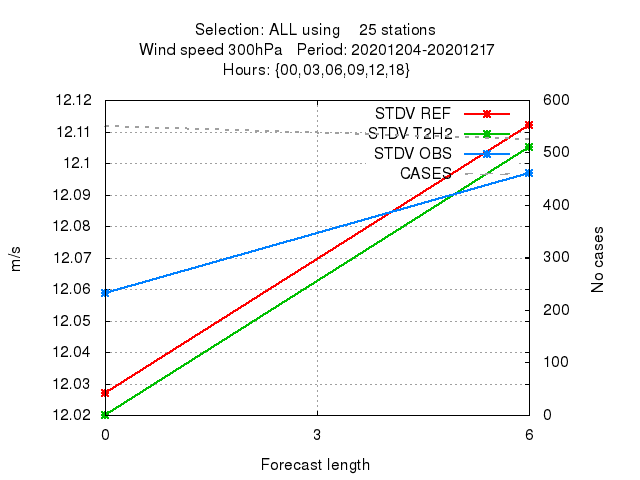 Selection: ALL using 25 stations
Wind speed 300hPa Period: 20201204-20201217
Hours: {00,03,06,09,12,18}
12.12
12.11
12.1
12.09
12.08
12.07
12.06
12.05
12.04
12.03
12.02
m/s
STDV REF
STDV T2H2
STDV OBS
CASES
600
500
400
300
200
100
0
No cases
0 3 6
Forecast length